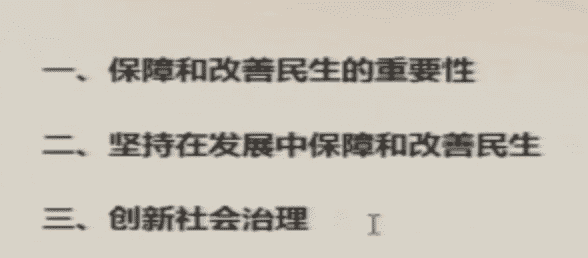 一、保障和改善民生的重要性
二、坚持在发展中保障和改善民生
三、创新社会治理